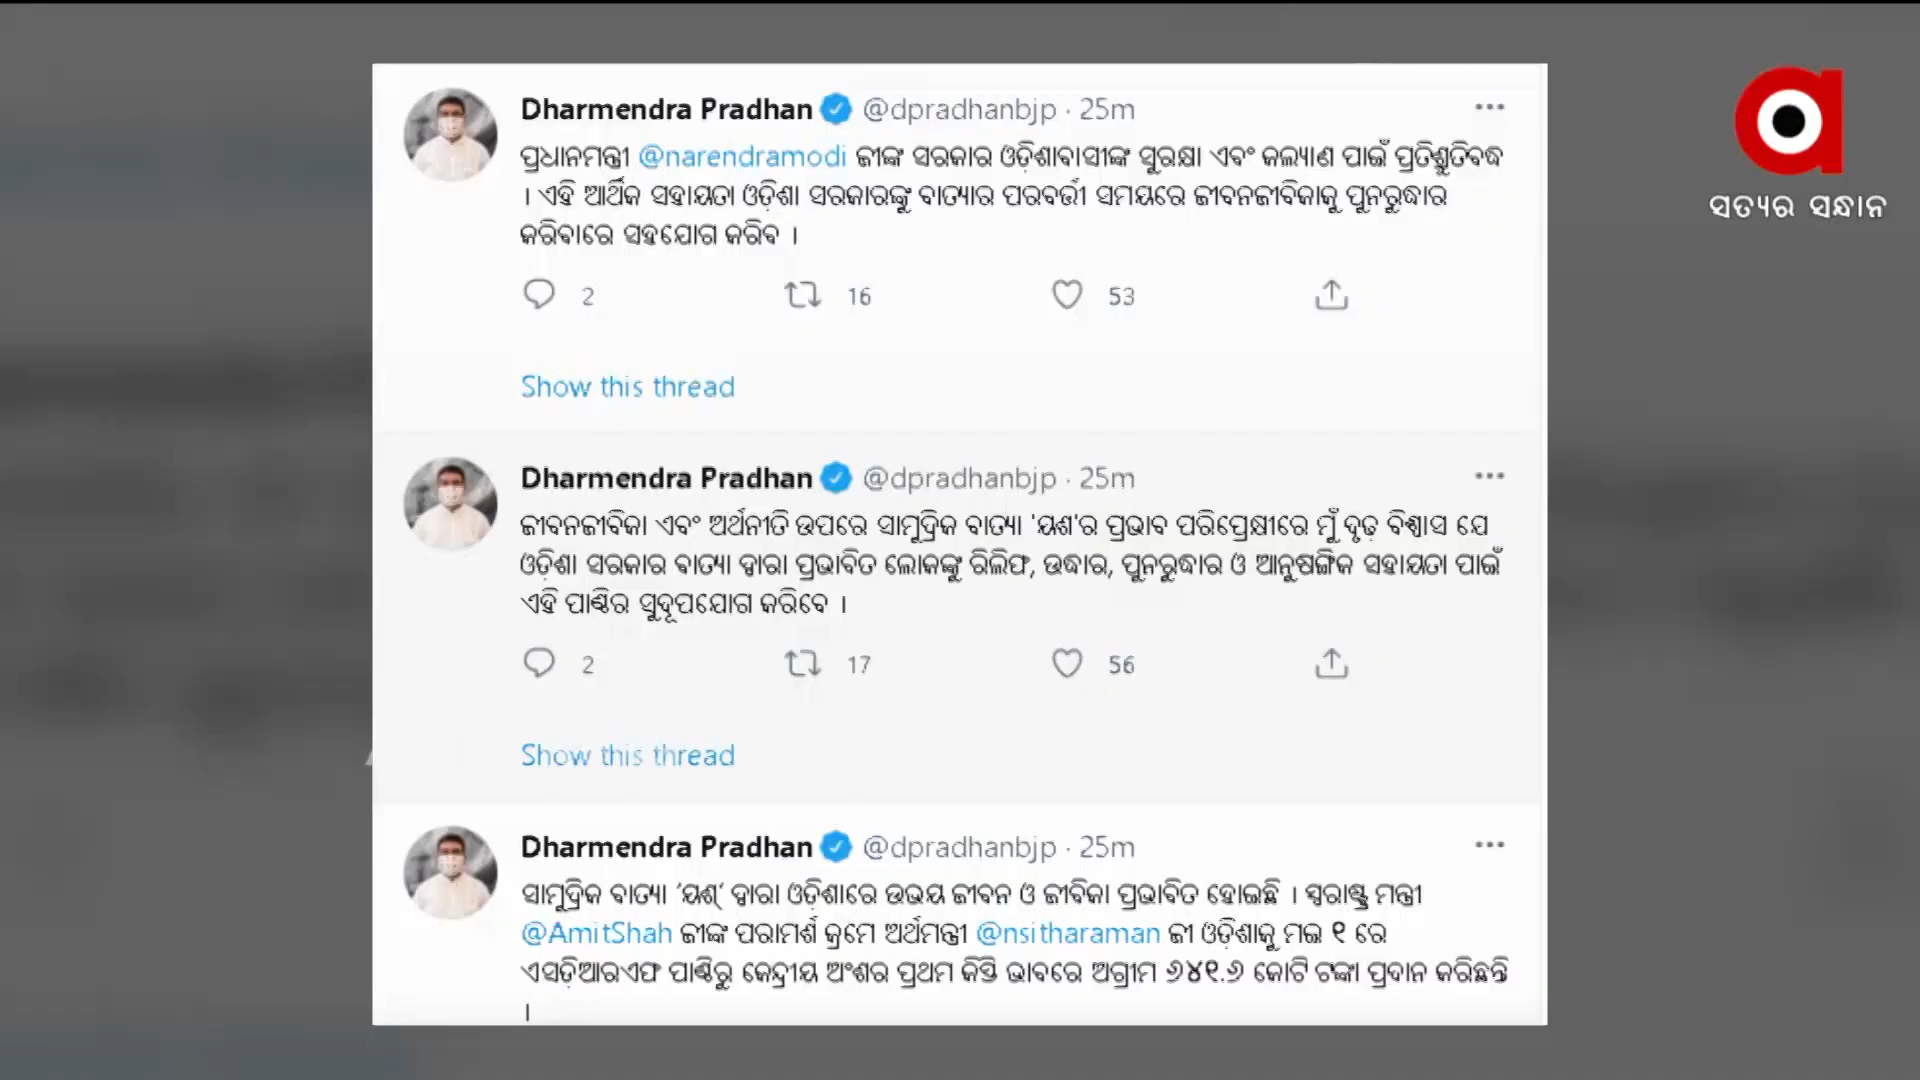 Dharmendra Pradhan @dpradhanbjp · 25m
ପ୍ରଧାନମନ୍ତ୍ରୀ @narendramodi ଜୀଙ୍କ ସରକାର ଓଡ଼ିଶାବାସୀଙ୍କ ସୁରକ୍ଷା ଏବଂ କଲ୍ୟାଣ ପାଇଁ ପ୍ରତିଶ୍ରୁତିବଦ୍ଧ
। ଏହି ଆର୍ଥିକ ସହାୟତା ଓଡ଼ିଶା ସରକାରଙ୍କୁ ବାତ୍ୟାର ପରବର୍ତ୍ତୀ ସମୟରେ ଜୀବନଜୀବିକାକୁ ପୁନରୁଦ୍ଧାର
କରିବାରେ ସହଯୋଗ କରିବ ।
2 16 53
Show this thread
Dharmendra Pradhan @dpradhanbjp · 25m
ଜୀବନଜୀବିକା ଏବଂ ଅର୍ଥନୀତି ଉପରେ ସାମୁଦ୍ରିକ ବାତ୍ୟା 'ୟଶ'ର ପ୍ରଭାବ ପରିପ୍ରେକ୍ଷୀରେ ମୁଁ ଦୃଢ଼ ବିଶ୍ବାସ ଯେ
ଓଡ଼ିଶା ସରକାର ବାତ୍ୟା ଦ୍ବାରା ପ୍ରଭାବିତ ଲୋକଙ୍କୁ ରିଲିଫ, ଉଦ୍ଧାର, ପୁନରୁଦ୍ଧାର ଓ ଆନୁଷଙ୍ଗିକ ସହାୟତା ପାଇଁ
ଏହି ପାଣ୍ଠିର ସୁଦୂପଯୋଗ କରିବେ ।
2 17 56
Show this thread
Dharmendra Pradhan @dpradhanbjp · 25m
ସାମୁଦ୍ରିକ ବାତ୍ୟା ‘ୟଶ୍‘ ଦ୍ବାରା ଓଡ଼ିଶାରେ ଉଭୟ ଜୀବନ ଓ ଜୀବିକା ପ୍ରଭାବିତ ହୋଇଛି । ସ୍ବରାଷ୍ଟ୍ର ମନ୍ତ୍ରୀ
@AmitShah ଜୀଙ୍କ ପରାମର୍ଶ କ୍ରମେ ଅର୍ଥମନ୍ତ୍ରୀ @nsitharaman ଜୀ ଓଡ଼ିଶାକୁ ମଇ ୧ ରେ
ଏସଡ଼ିଆରଏଫ ପାଣ୍ଠିରୁ କେନ୍ଦ୍ରୀୟ ଅଂଶର ପ୍ରଥମ କିସ୍ତି ଭାବରେ ଅଗ୍ରୀମ ୬୪୧.୬ କୋଟି ଟଙ୍କା ପ୍ରଦାନ କରିଛନ୍ତି
।
ସତ୍ୟର ସନ୍ଧାନ